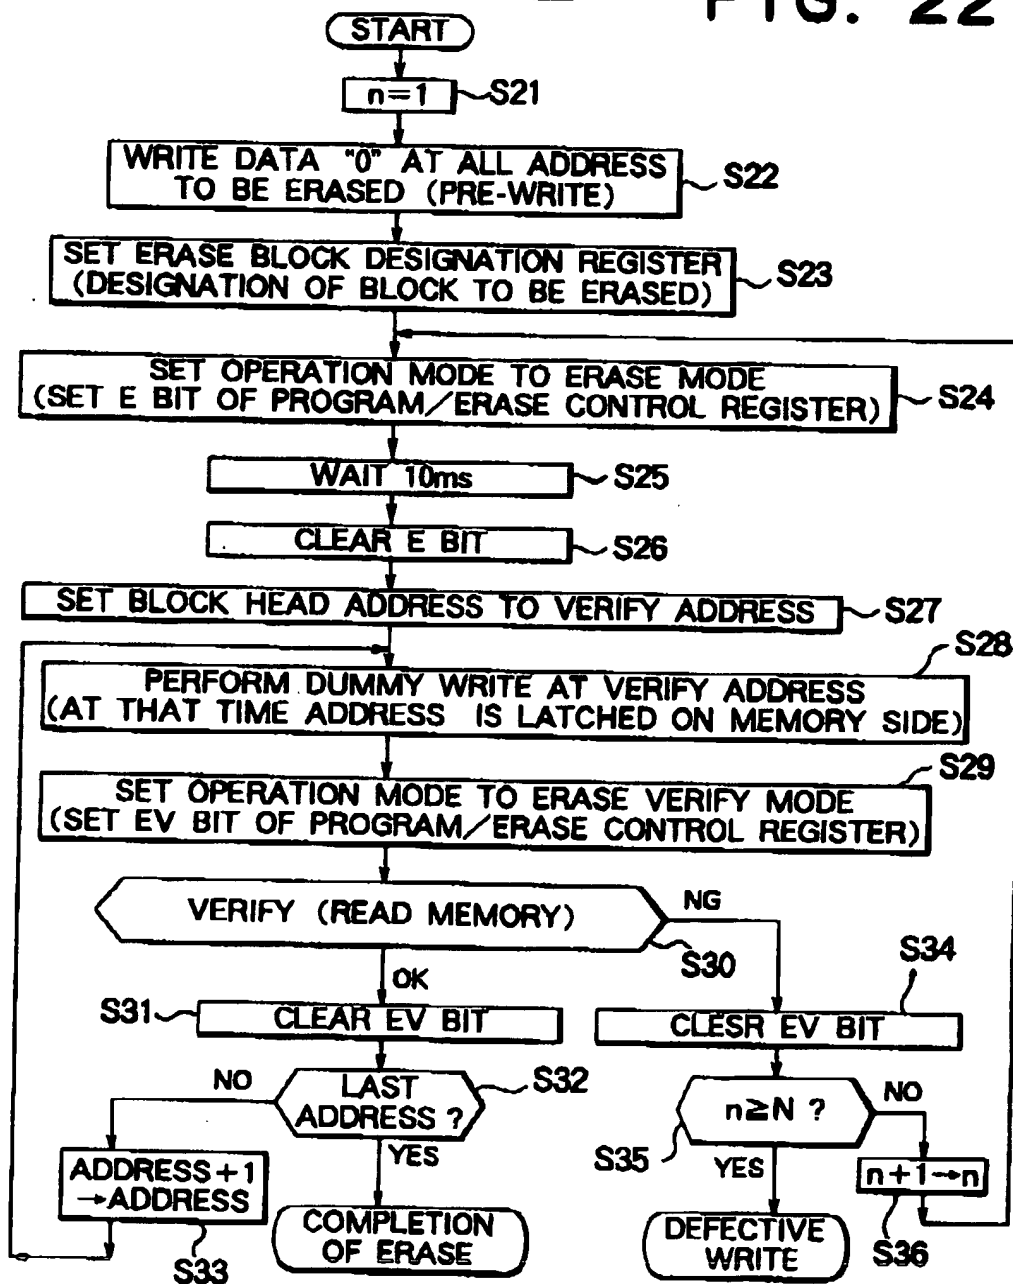 FIG. 22
START
n=1
S21
WRITE DATA "0" AT ALL ADDRESS
TO BE ERASED (PRE-WRITE)
S22
SET ERASE BLOCK DESIGNATION REGISTER
(DESIGNATION OF BLOCK TO BE ERASED)
S23
SET OPERATION MODE TO ERASE MODE
(SET E BIT OF PROGRAM/ERASE CONTROL REGISTER)
S24
WAIT 10ms
S25
CLEAR E BIT
S26
SET BLOCK HEAD ADDRESS TO VERIFY ADDRESS
S27
S28
PERFORM DUMMY WRITE AT VERIFY ADDRESS
(AT THAT TIME ADDRESS IS LATCHED ON MEMORY SIDE)
S29
SET OPERATION MODE TO ERASE VERIFY MODE
(SET EV BIT OF PROGRAM/ERASE CONTROL REGISTER)
VERIFY (READ MEMORY)
NG
S30
OK
S34
S31
CLEAR EV BIT
CLESR EV BIT
NO
LAST
ADDRESS ?
S32
n≥N ?
NO
S35
YES
YES
ADDRESS+1
→ADDRESS
n+1→n
S33
COMPLETION
OF ERASE
DEFECTIVE
WRITE
S36